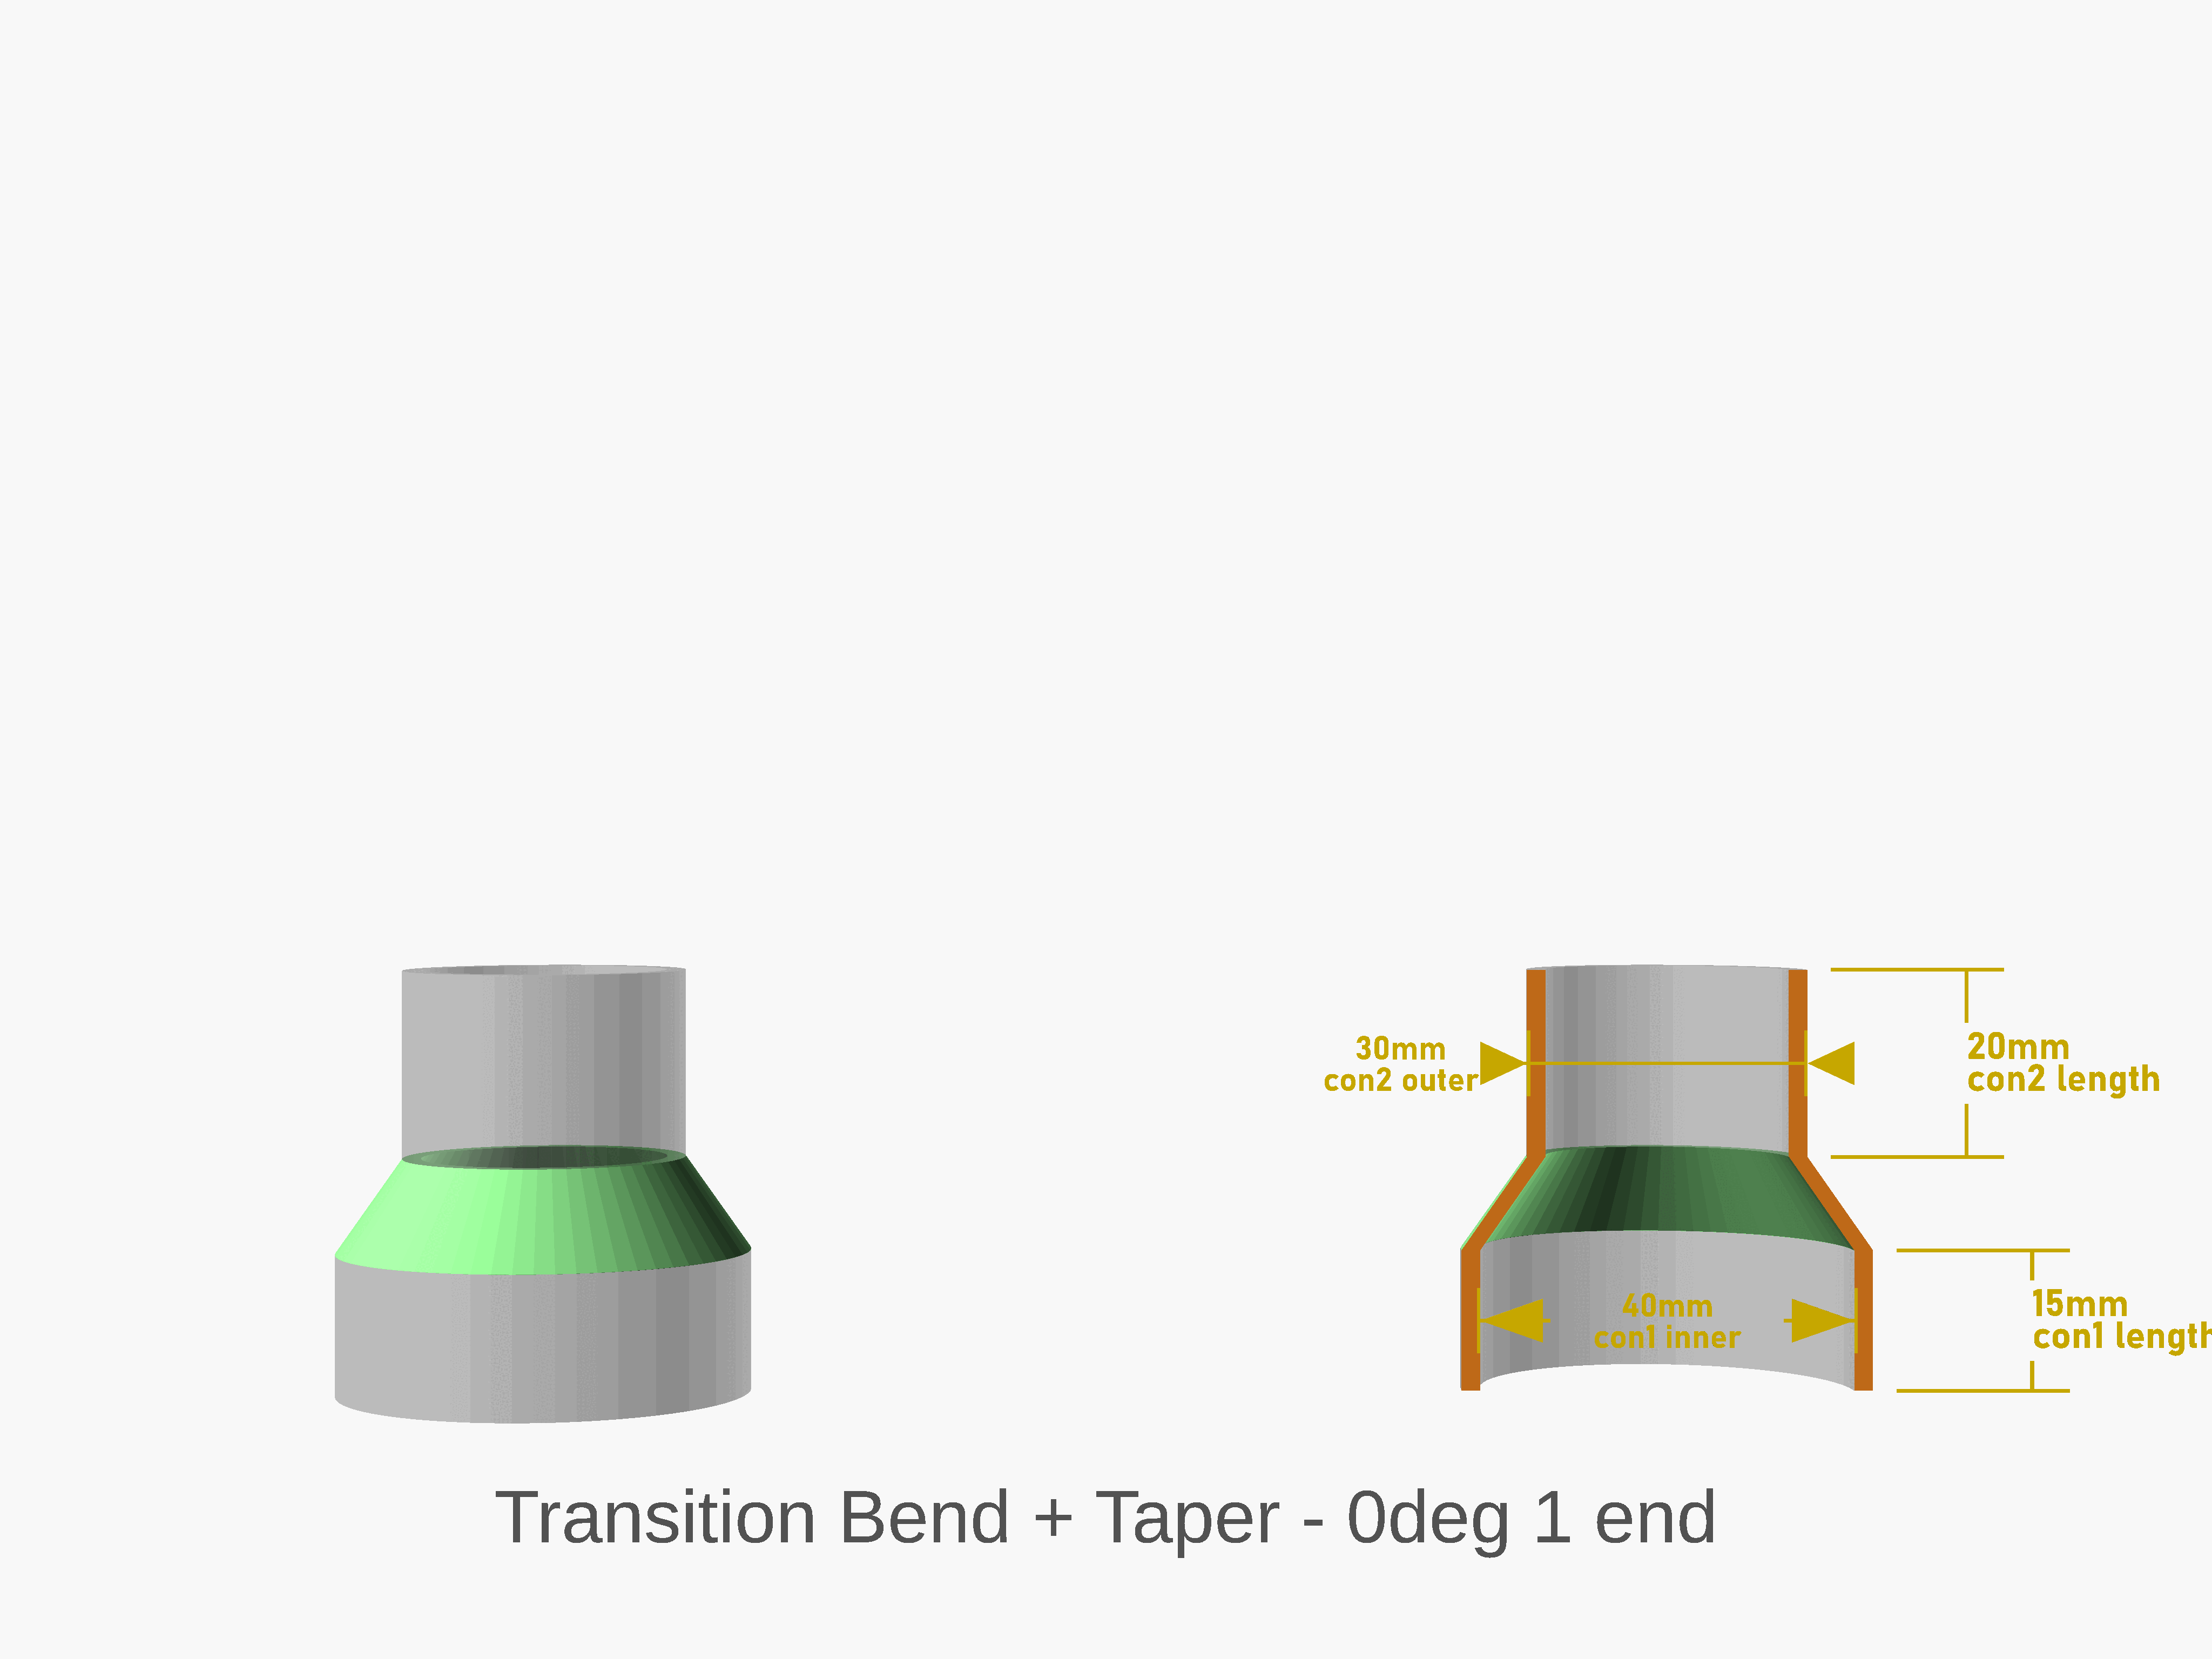 30mm
con2 outer
20mm
con2 length
40mm
con1 inner
15mm
con1 length
Transition Bend + Taper - 0deg 1 end